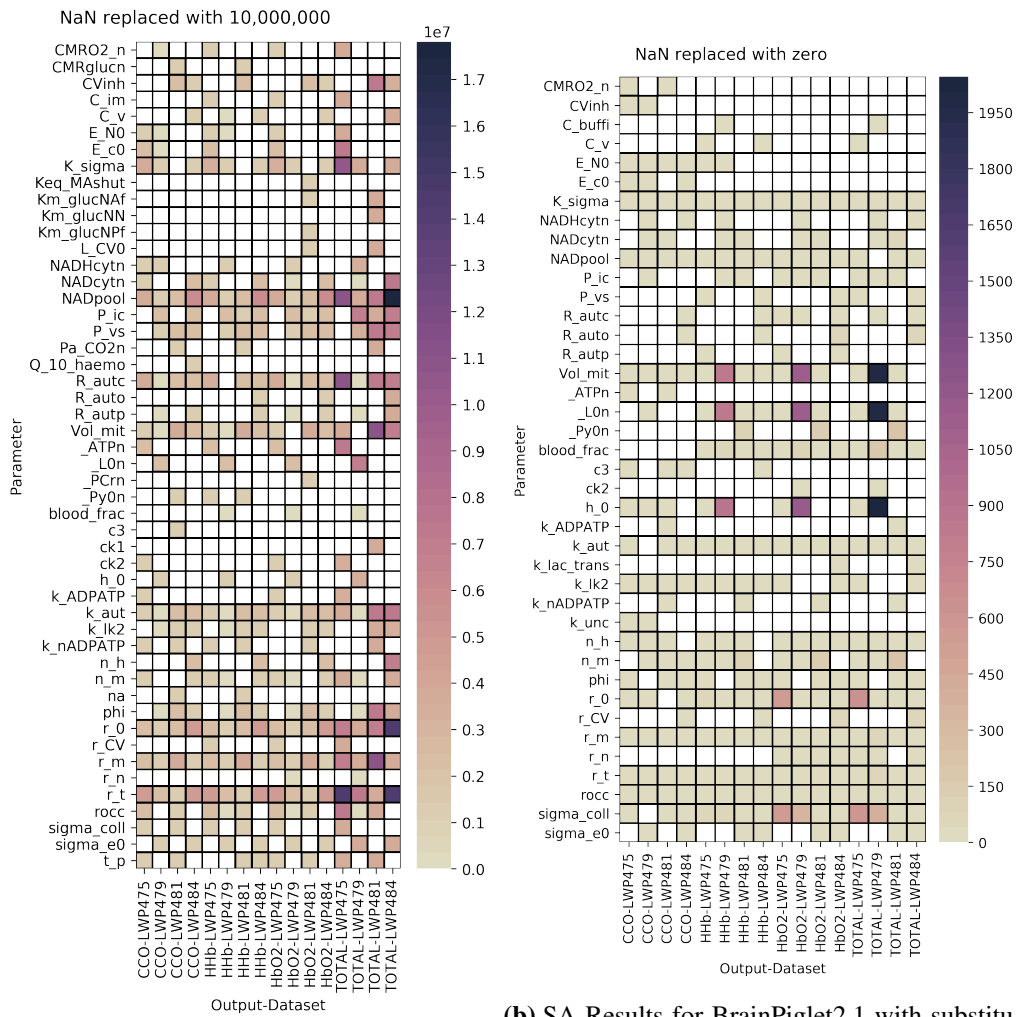 NaN replaced with 10,000,000
1e7
CMRO2_n
CMRglucn
CVinh
C_im
C_v
E_N0
E_c0
K_sigma
Keq_MAshut
Km_glucNAf
Km_glucNN
Km_glucNPf
L_CV0
NADHcytn
NADcytn
NADpool
P_ic
P_vs
Pa_CO2n
Q_10_haemo
R_autc
R_auto
R_autp
Vol_mit
_ATPn
_L0n
_PCrn
_Py0n
blood_frac
c3
ck1
ck2
h_0
k_ADPATP
k_aut
k_lk2
k_nADPATP
n_h
n_m
na
phi
r_0
r_CV
r_m
r_n
r_t
rocc
sigma_coll
sigma_e0
t_p
Parameter
CCO-LWP475
CCO-LWP479
CCO-LWP481
CCO-LWP484
HHb-LWP475
HHb-LWP479
HHb-LWP481
HHb-LWP484
HbO2-LWP475
HbO2-LWP479
HbO2-LWP481
HbO2-LWP484
TOTAL-LWP475
TOTAL-LWP479
TOTAL-LWP481
TOTAL-LWP484
Output-Dataset
1.7
1.6
1.5
1.4
1.3
1.2
1.1
1.0
0.9
0.8
0.7
0.6
0.5
0.4
0.3
0.2
0.1
0.0
NaN replaced with zero
CMRO2_n
CVinh
C_buffi
C_v
E_N0
E_c0
K_sigma
NADHcytn
NADcytn
NADpool
P_ic
P_vs
R_autc
R_auto
R_autp
Vol_mit
_ATPn
_L0n
_Py0n
blood_frac
c3
ck2
h_0
k_ADPATP
k_aut
k_lac_trans
k_lk2
k_nADPATP
k_unc
n_h
n_m
phi
r_0
r_CV
r_m
r_n
r_t
rocc
sigma_coll
sigma_e0
Parameter
CCO-LWP475
CCO-LWP479
CCO-LWP481
CCO-LWP484
HHb-LWP475
HHb-LWP479
HHb-LWP481
HHb-LWP484
HbO2-LWP475
HbO2-LWP479
HbO2-LWP481
HbO2-LWP484
TOTAL-LWP475
TOTAL-LWP479
TOTAL-LWP481
TOTAL-LWP484
Output-Dataset
1950
1800
1650
1500
1350
1200
1050
900
750
600
450
300
150
0
(b) SA Results for BrainPiglet2.1 with substitu